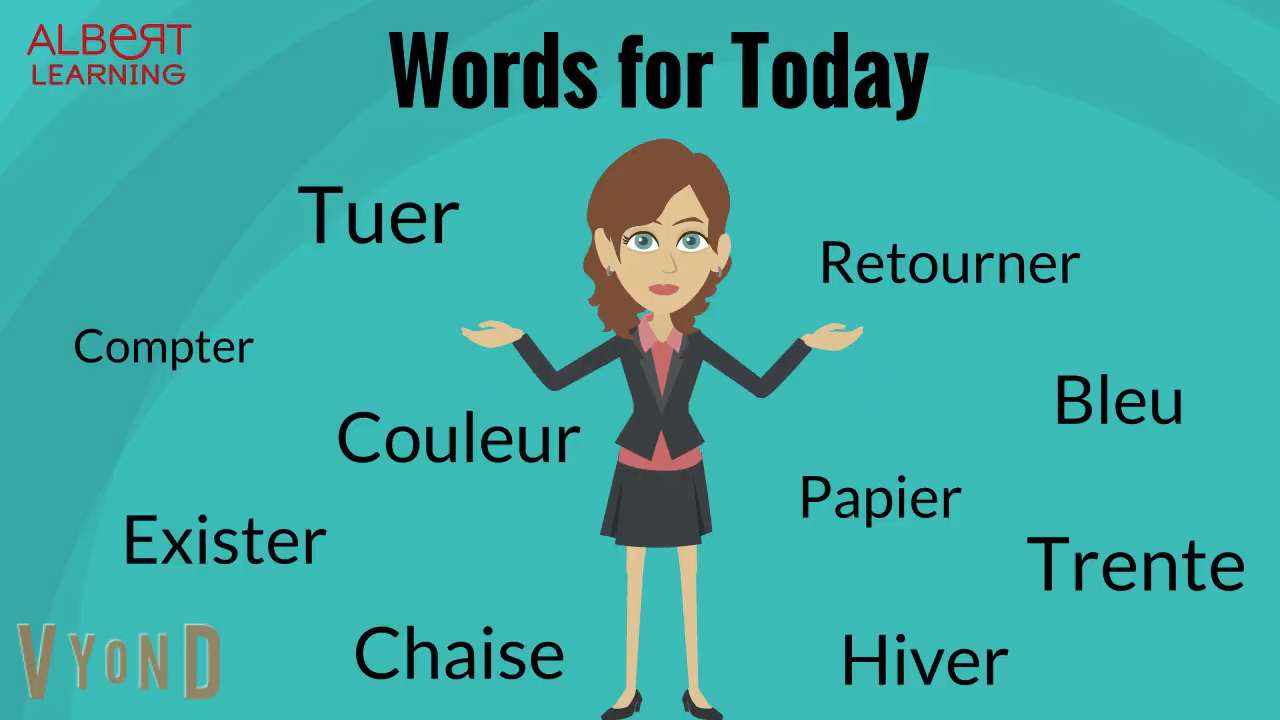 ALBERT
LEARNING
Words for Today
Tuer
Retourner
Compter
Bleu
Couleur
Papier
Exister
Trente
Chaise
Hiver
VYOND